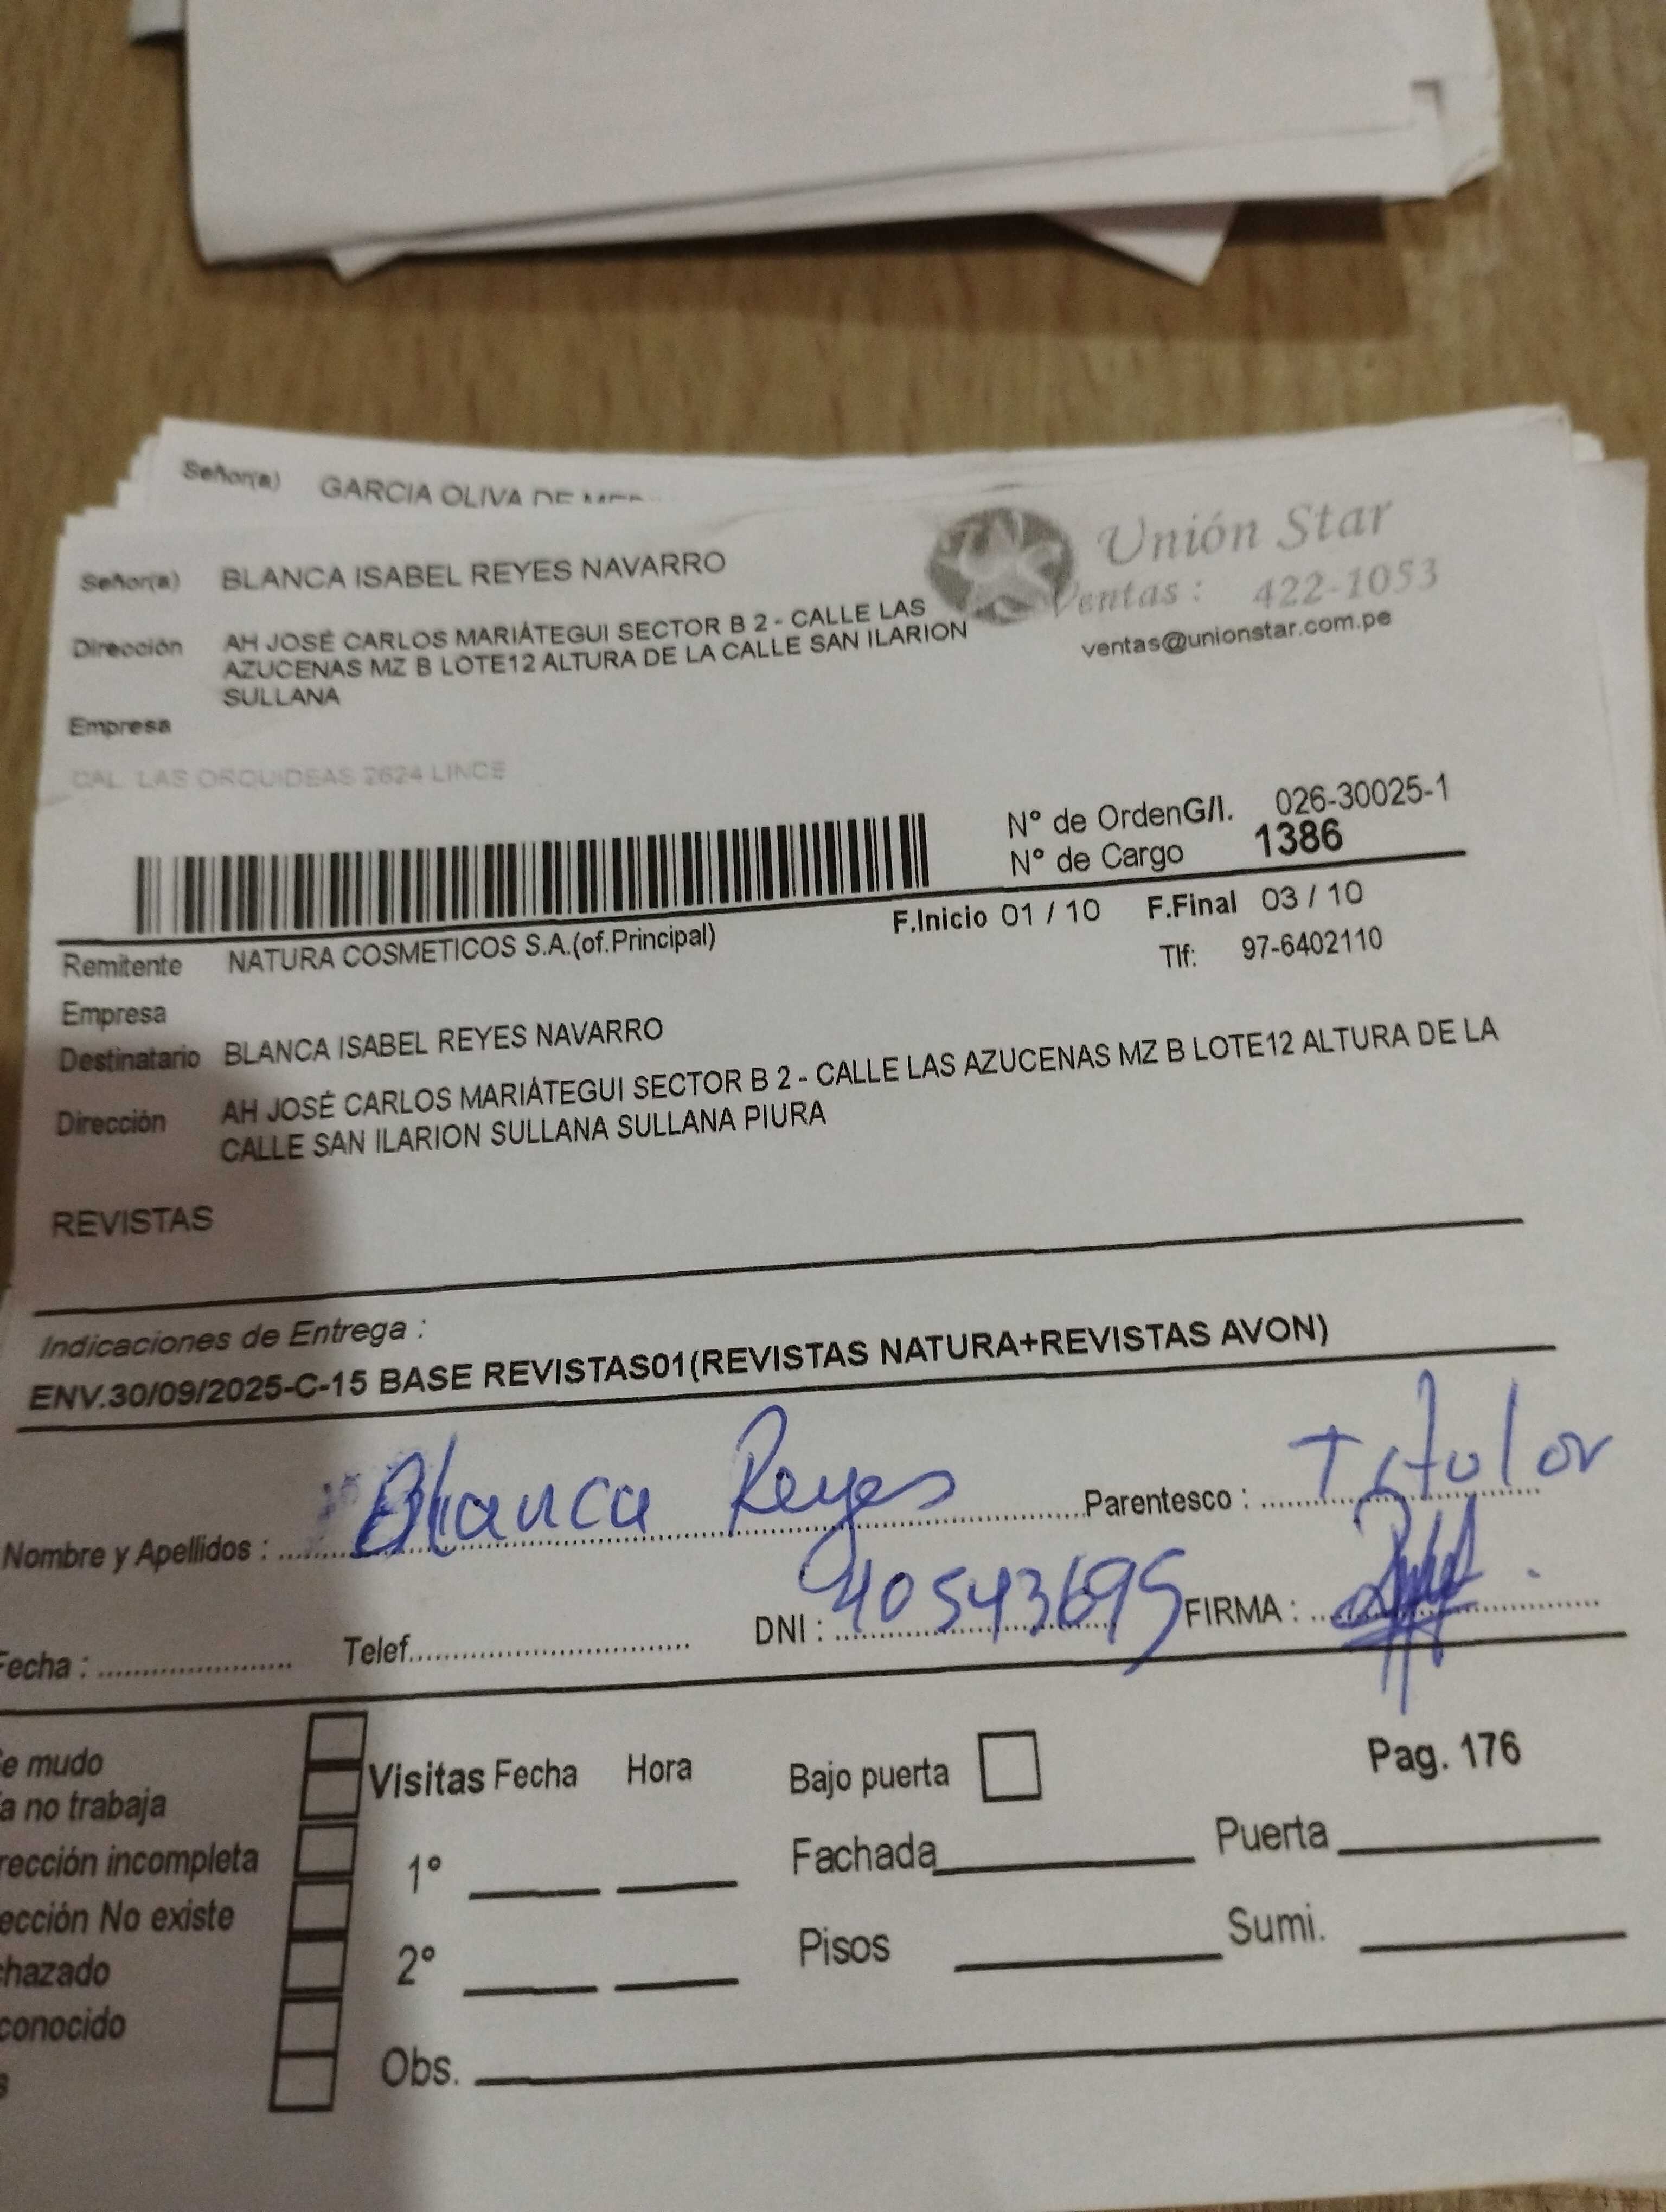 Señor(a) GARCIA OLIVA DE
Unión Star
Ventas : 422-1053
ventas@unionstar.com.pe
Señor(a) BLANCA ISABEL REYES NAVARRO
Dirección AH JOSÉ CARLOS MARIÁTEGUI SECTOR B 2 - CALLE LAS
AZUCENAS MZ B LOTE12 ALTURA DE LA CALLE SAN ILARION
SULLANA
Empresa
CAL. LAS ORQUIDEAS 2624 LINCE
N° de OrdenG/I. 026-30025-1
N° de Cargo 1386
F.Inicio 01 / 10 F.Final 03 / 10
Remitente NATURA COSMETICOS S.A.(of.Principal) Tlf: 97-6402110
Empresa
Destinatario BLANCA ISABEL REYES NAVARRO
Dirección AH JOSÉ CARLOS MARIÁTEGUI SECTOR B 2 - CALLE LAS AZUCENAS MZ B LOTE12 ALTURA DE LA
CALLE SAN ILARION SULLANA SULLANA PIURA
REVISTAS
Indicaciones de Entrega :
ENV.30/09/2025-C-15 BASE REVISTAS01(REVISTAS NATURA+REVISTAS AVON)
Nombre y Apellidos : Blanca Reyes Parentesco : Titular
Fecha : Telef. DNI : 40543695 FIRMA :
e mudo
a no trabaja
rección incompleta
ección No existe
hazado
conocido
Visitas Fecha Hora Bajo puerta Pag. 176
1° Fachada Puerta
2° Pisos Sumi.
Obs.